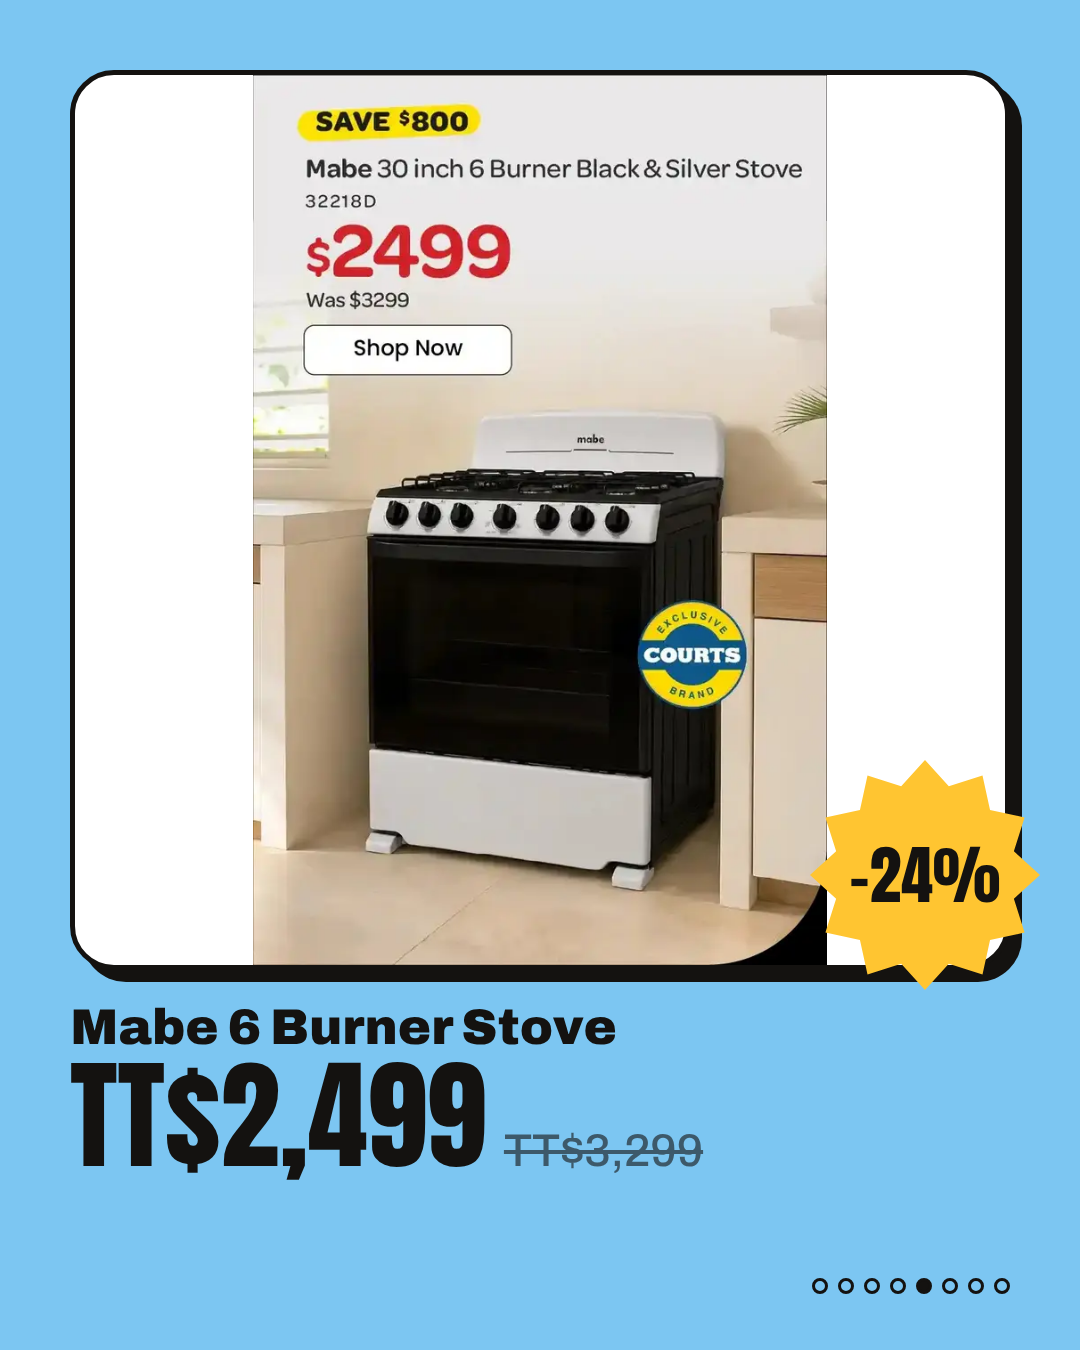 SAVE $800
Mabe 30 inch 6 Burner Black & Silver Stove
32218D
$2499
Was $3299
Shop Now
mabe
EXCLUSIVE
COURTS
BRAND
-24%
Mabe 6 Burner Stove
TT$2,499 TT$3,299